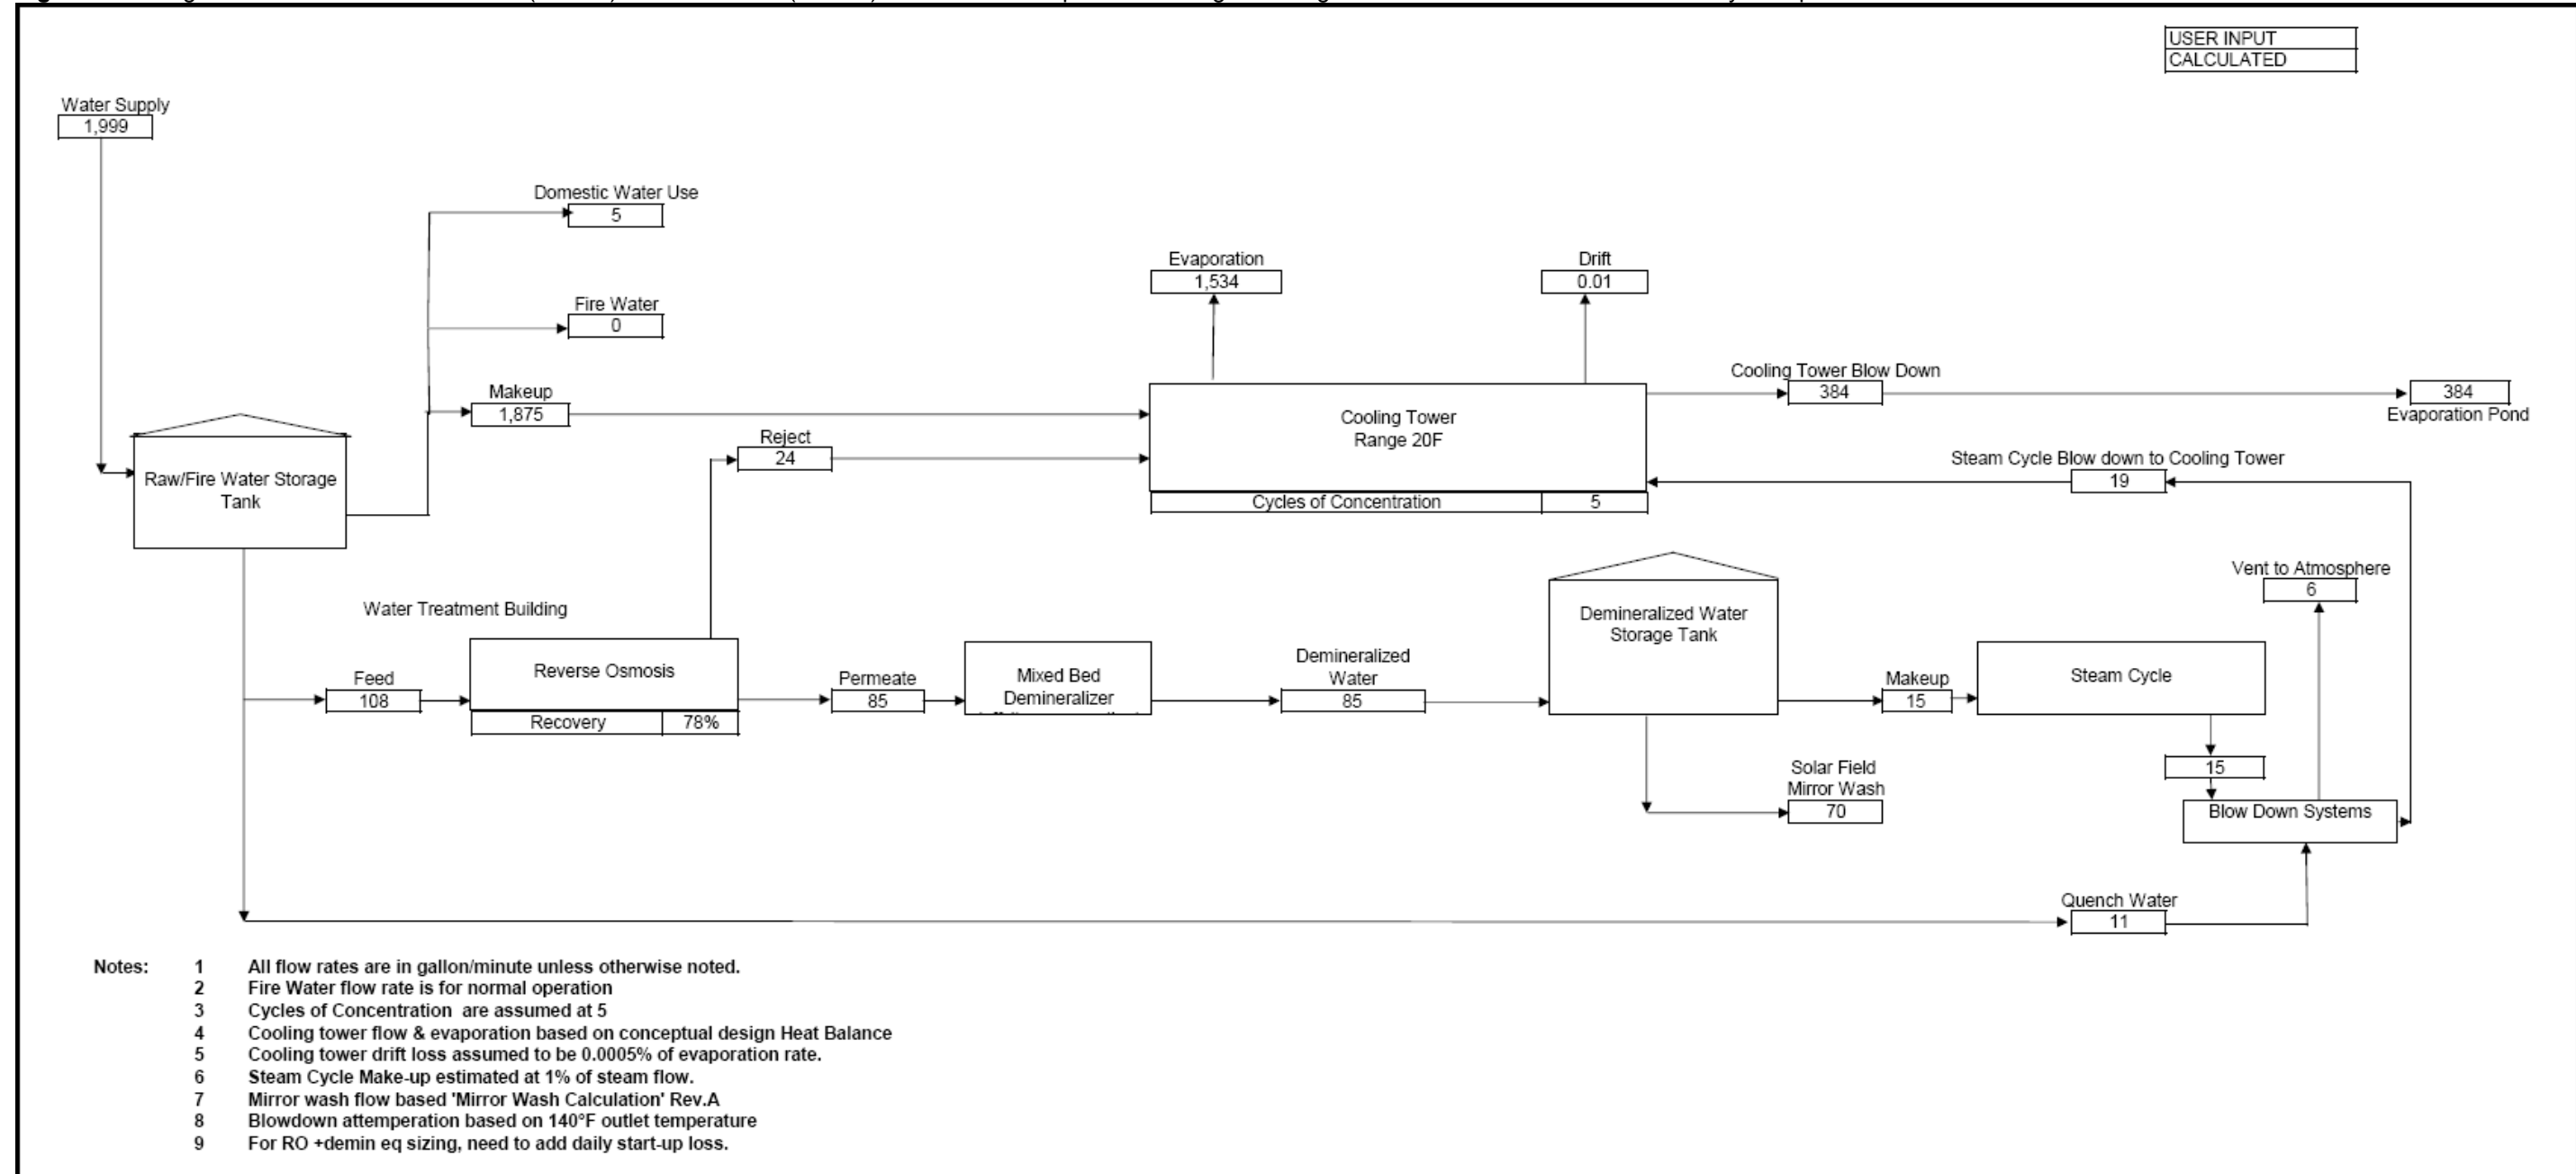 USER INPUT
CALCULATED
Water Supply
1,999
Domestic Water Use
5
Fire Water
0
Makeup
1,875
Reject
24
Evaporation
1,534
Drift
0.01
Cooling Tower
Range 20F
Cycles of Concentration 5
Cooling Tower Blow Down
384
384
Evaporation Pond
Steam Cycle Blow down to Cooling Tower
19
Raw/Fire Water Storage
Tank
Water Treatment Building
Feed
108
Reverse Osmosis
Recovery 78%
Permeate
85
Mixed Bed
Demineralizer
Demineralized
Water
85
Demineralized Water
Storage Tank
Makeup
15
Steam Cycle
Vent to Atmosphere
6
15
Blow Down Systems
Solar Field
Mirror Wash
70
Quench Water
11
Notes: 1 All flow rates are in gallon/minute unless otherwise noted.
2 Fire Water flow rate is for normal operation
3 Cycles of Concentration are assumed at 5
4 Cooling tower flow & evaporation based on conceptual design Heat Balance
5 Cooling tower drift loss assumed to be 0.0005% of evaporation rate.
6 Steam Cycle Make-up estimated at 1% of steam flow.
7 Mirror wash flow based 'Mirror Wash Calculation' Rev.A
8 Blowdown attemperation based on 140°F outlet temperature
9 For RO +demin eq sizing, need to add daily start-up loss.